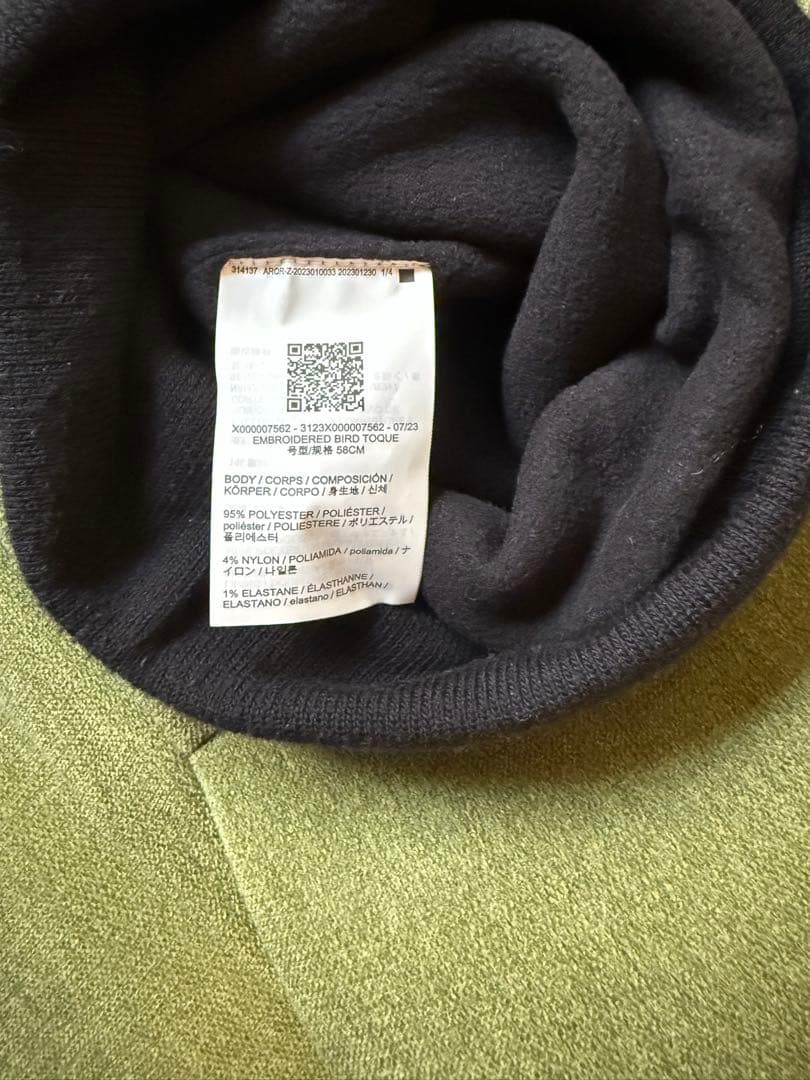 314137 AROR-Z-2023010033 202301230 1/4
X000007562 - 3123X000007562 - 07/23
EMBROIDERED BIRD TOQUE
号型/规格 58CM
BODY / CORPS / COMPOSICIÓN /
KÖRPER / CORPO / 身生地 / 신체
95% POLYESTER / POLIÉSTER /
poliéster / POLIESTERE / ポリエステル /
폴리에스터
4% NYLON / POLIAMIDA / poliamida / ナ
イロン / 나일론
1% ELASTANE / ÉLASTHANNE /
ELASTANO / elastano / ELASTHAN /